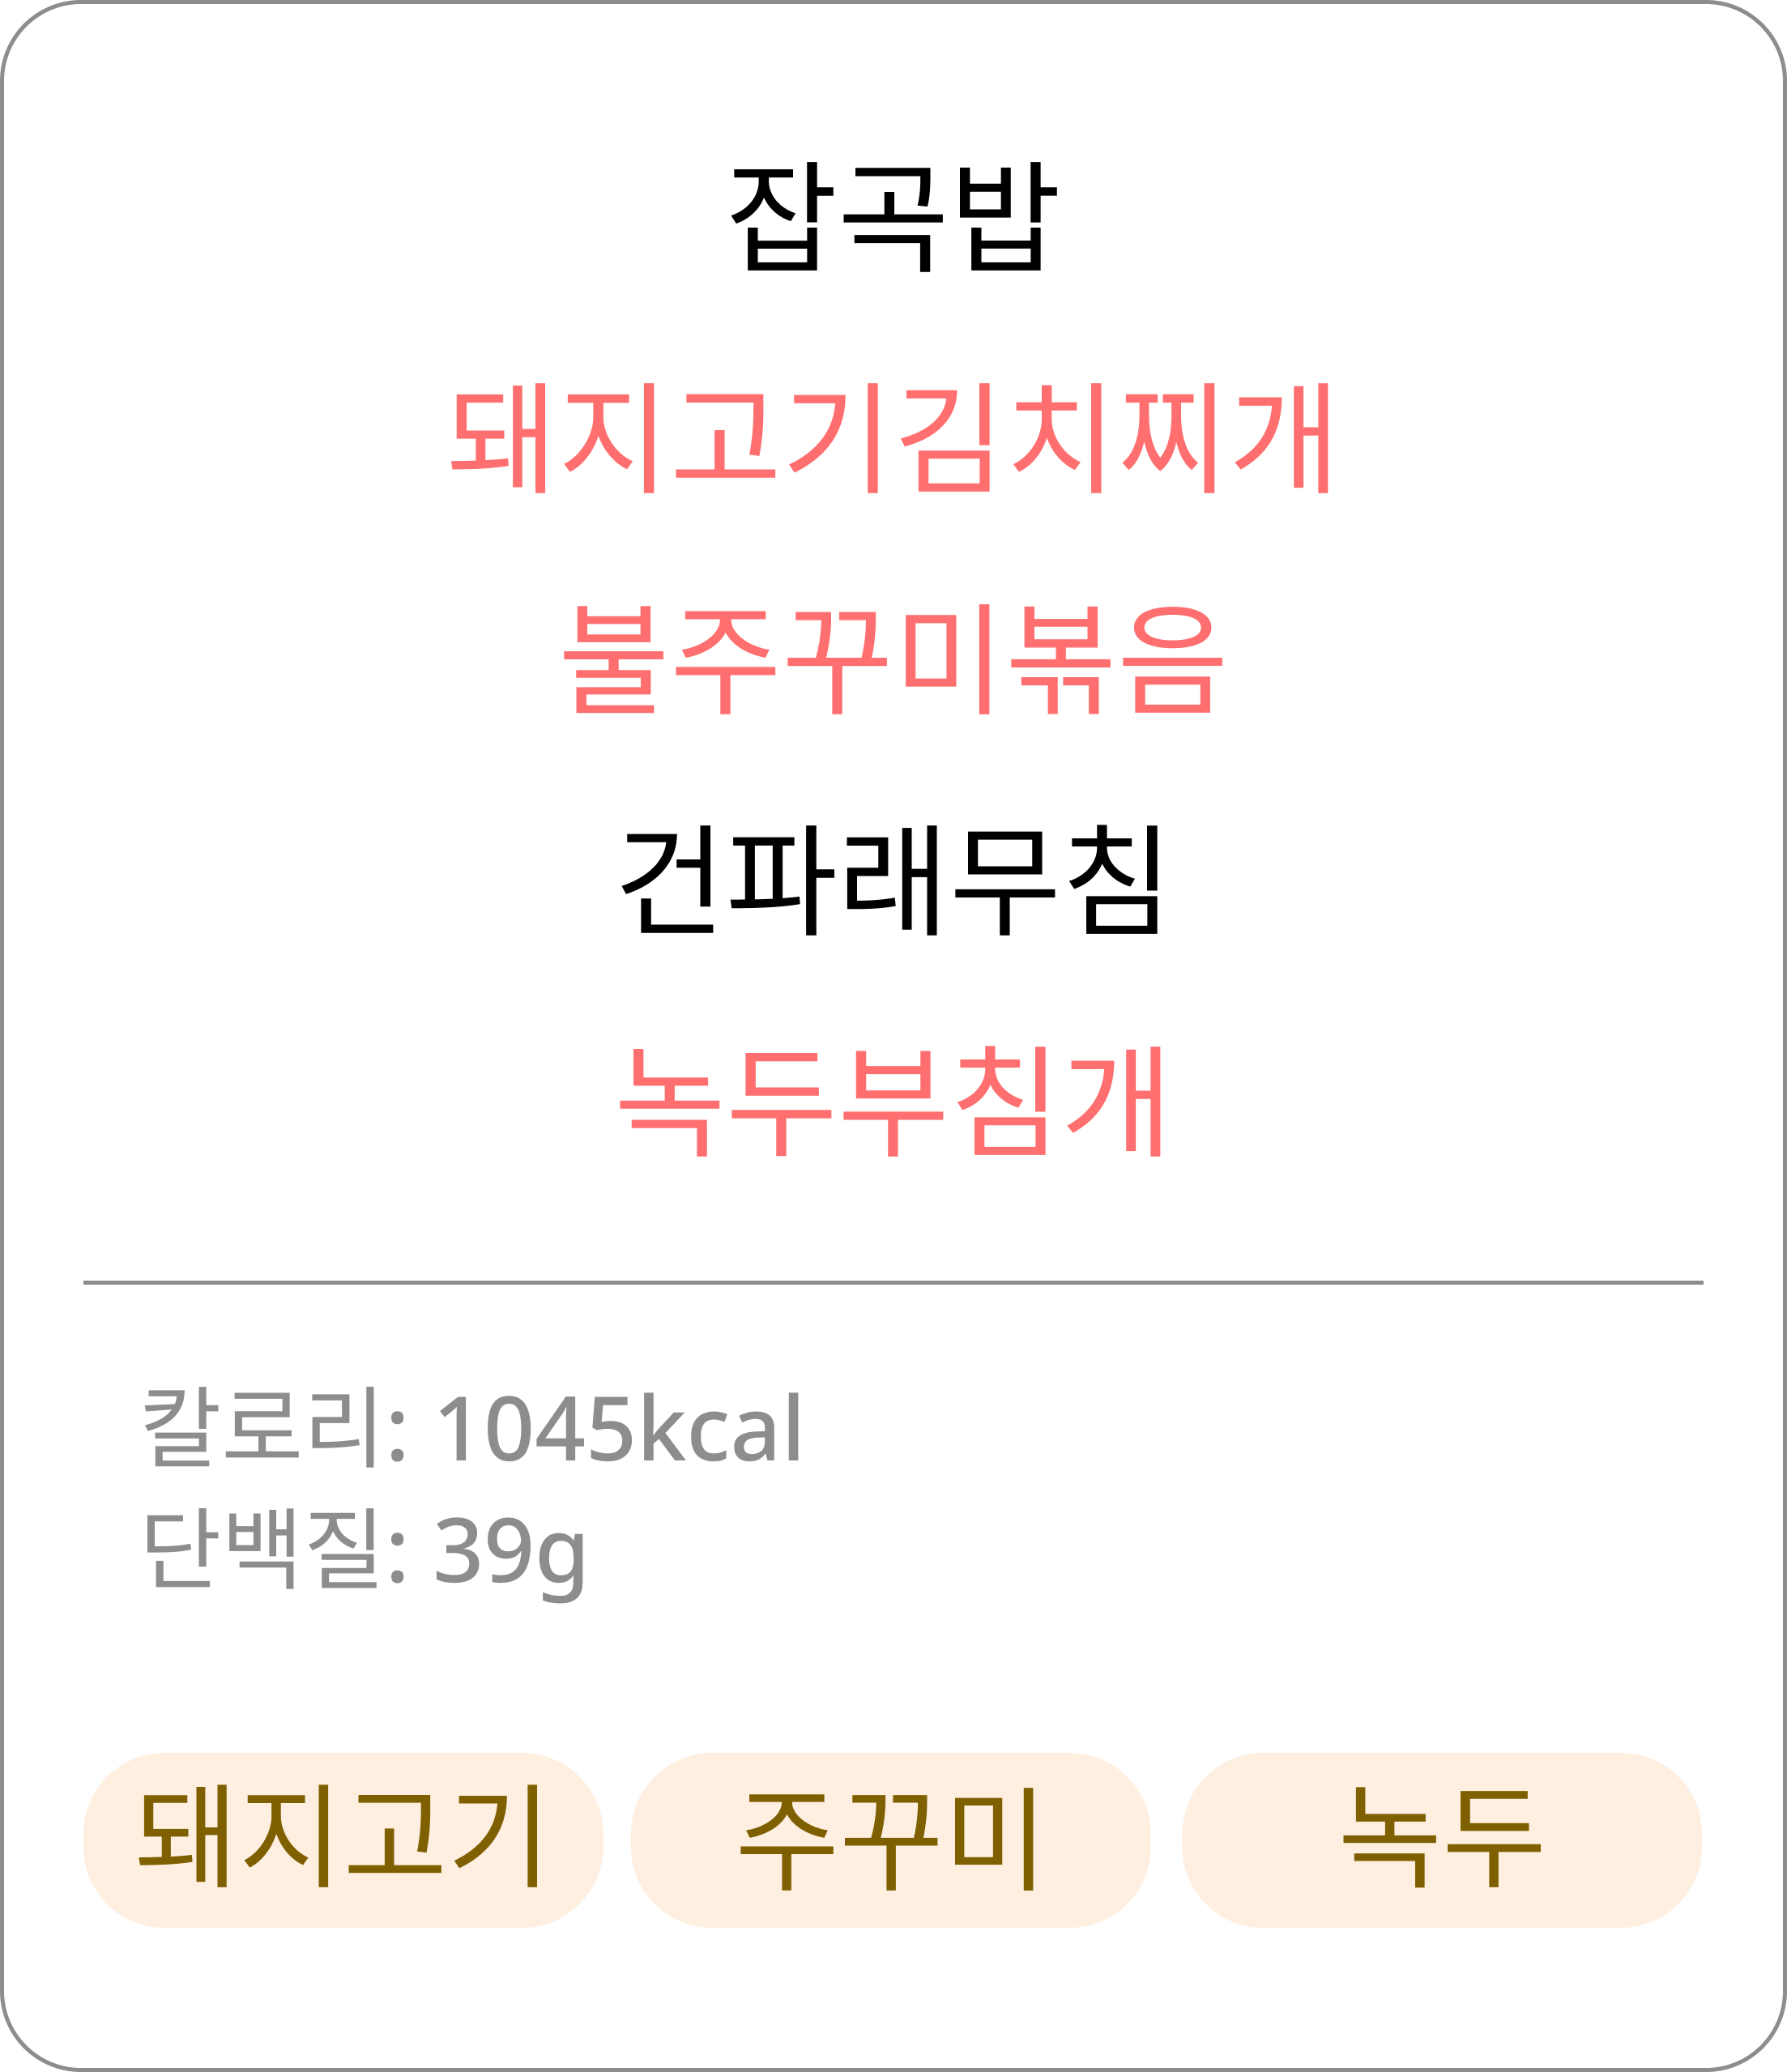 잡곡밥
돼지고기김치찌개
불주꾸미볶음
건파래무침
녹두부침개
칼로리: 1045kcal
단백질: 39g
돼지고기
주꾸미
녹두